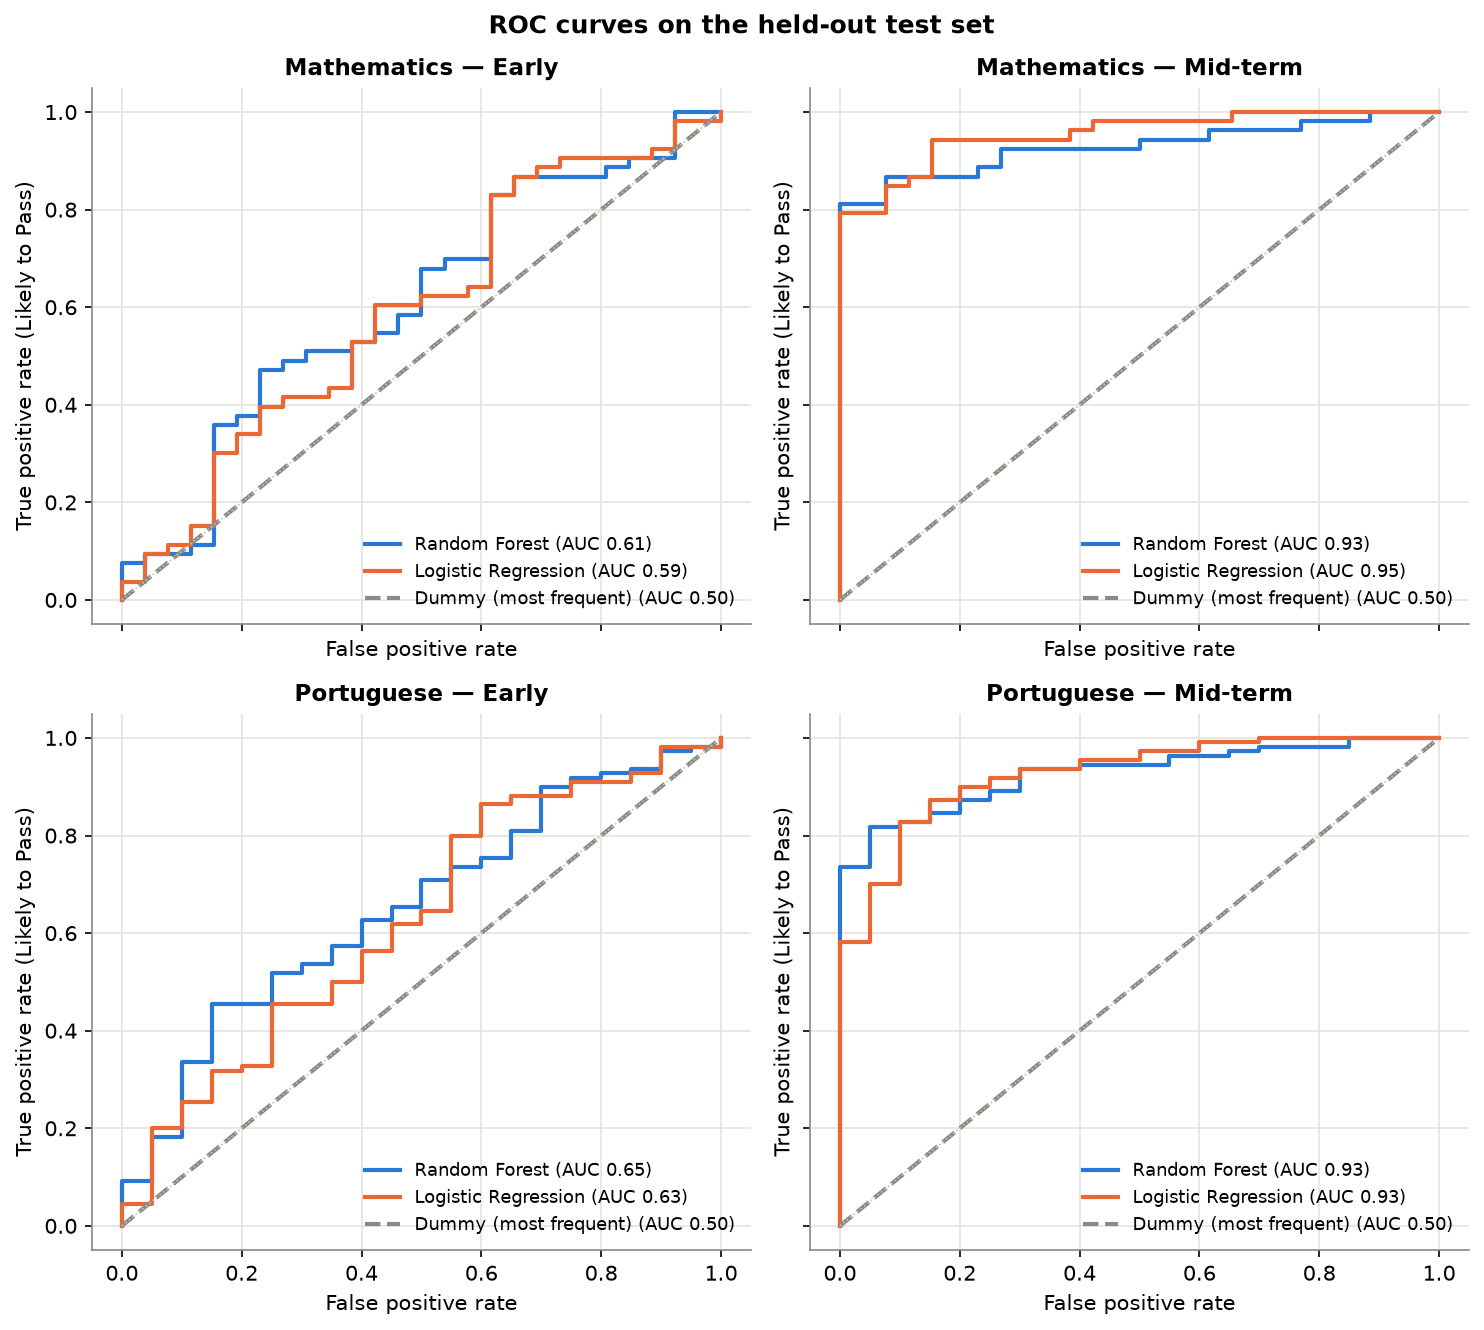 ROC curves on the held-out test set
Mathematics — Early
True positive rate (Likely to Pass)
1.0
0.8
0.6
0.4
0.2
0.0
Random Forest (AUC 0.61)
Logistic Regression (AUC 0.59)
Dummy (most frequent) (AUC 0.50)
False positive rate
Mathematics — Mid-term
True positive rate (Likely to Pass)
Random Forest (AUC 0.93)
Logistic Regression (AUC 0.95)
Dummy (most frequent) (AUC 0.50)
False positive rate
Portuguese — Early
True positive rate (Likely to Pass)
1.0
0.8
0.6
0.4
0.2
0.0
Random Forest (AUC 0.65)
Logistic Regression (AUC 0.63)
Dummy (most frequent) (AUC 0.50)
0.0 0.2 0.4 0.6 0.8 1.0
False positive rate
Portuguese — Mid-term
True positive rate (Likely to Pass)
Random Forest (AUC 0.93)
Logistic Regression (AUC 0.93)
Dummy (most frequent) (AUC 0.50)
0.0 0.2 0.4 0.6 0.8 1.0
False positive rate